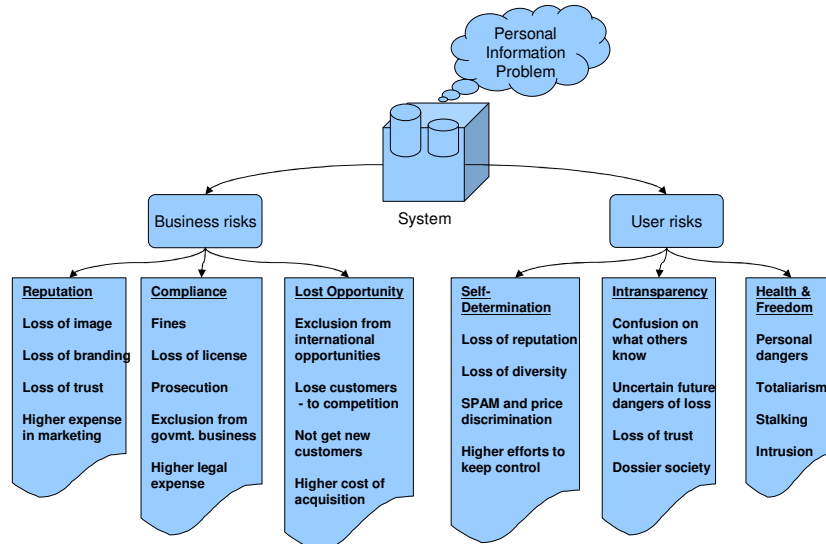 Personal
Information
Problem
System
Business risks
User risks
Reputation
Loss of image
Loss of branding
Loss of trust
Higher expense
in marketing
Compliance
Fines
Loss of license
Prosecution
Exclusion from
govmt. business
Higher legal
expense
Lost Opportunity
Exclusion from
international
opportunities
Lose customers
- to competition
Not get new
customers
Higher cost of
acquisition
Self-
Determination
Loss of reputation
Loss of diversity
SPAM and price
discrimination
Higher efforts to
keep control
Intransparency
Confusion on
what others
know
Uncertain future
dangers of loss
Loss of trust
Dossier society
Health &
Freedom
Personal
dangers
Totaliarism
Stalking
Intrusion